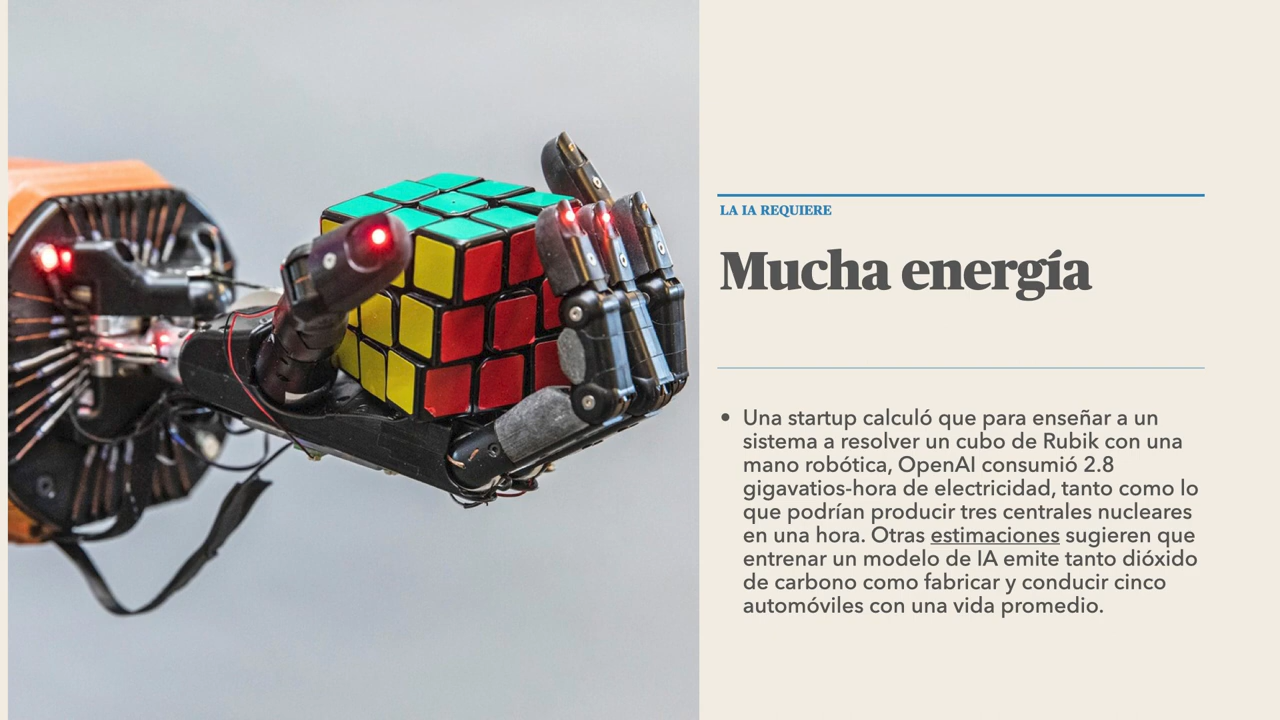 LA IA REQUIERE
Mucha energía
• Una startup calculó que para enseñar a un
sistema a resolver un cubo de Rubik con una
mano robótica, OpenAI consumió 2.8
gigavatios-hora de electricidad, tanto como lo
que podrían producir tres centrales nucleares
en una hora. Otras estimaciones sugieren que
entrenar un modelo de IA emite tanto dióxido
de carbono como fabricar y conducir cinco
automóviles con una vida promedio.